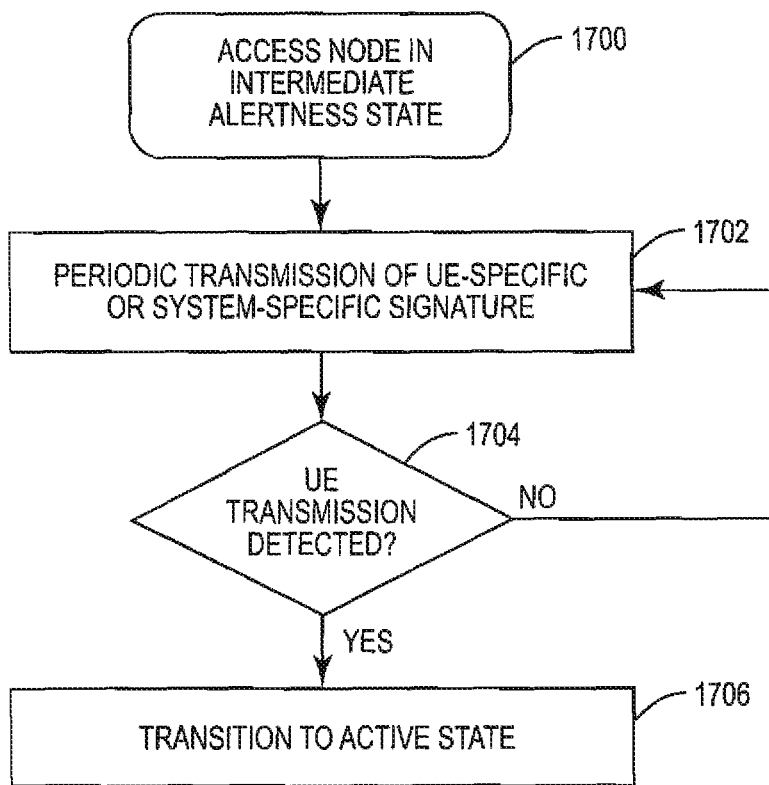 ACCESS NODE IN
INTERMEDIATE
ALERTNESS STATE
1700
PERIODIC TRANSMISSION OF UE-SPECIFIC
OR SYSTEM-SPECIFIC SIGNATURE
1702
UE
TRANSMISSION
DETECTED?
1704
NO
YES
TRANSITION TO ACTIVE STATE
1706